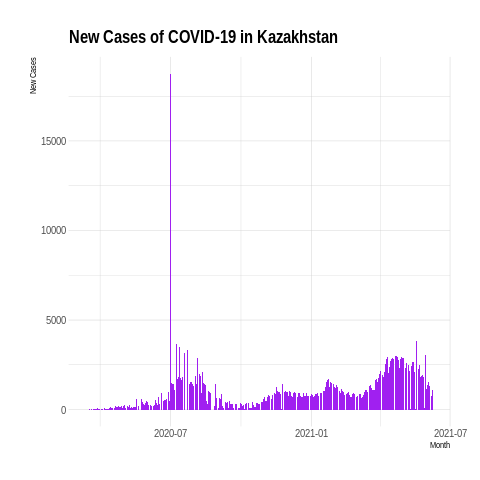 New Cases of COVID-19 in Kazakhstan
New Cases
15000
10000
5000
0
2020-07
2021-01
2021-07
Month